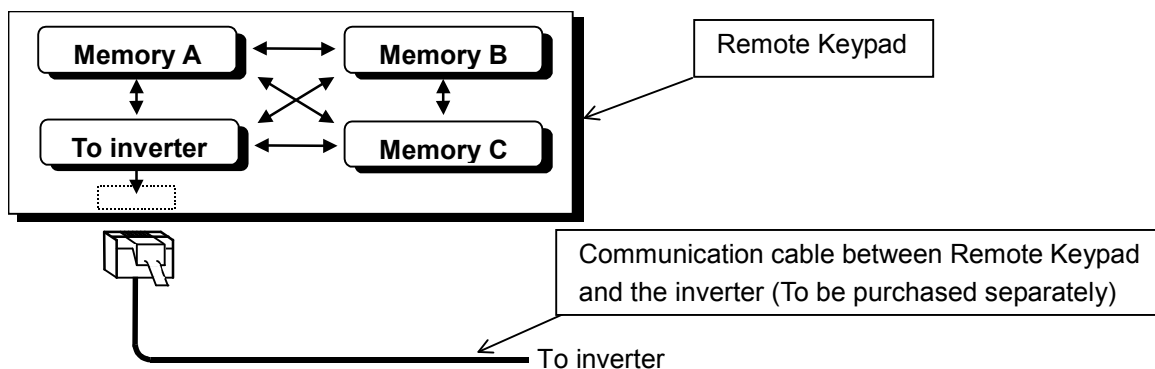 Memory A
Memory B
To inverter
Memory C
Remote Keypad
Communication cable between Remote Keypad
and the inverter (To be purchased separately)
To inverter